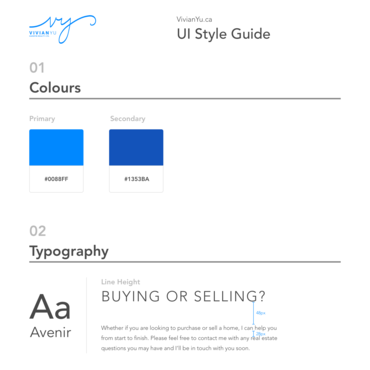 vy
VIVIANYU
VivianYu.ca
UI Style Guide
01
Colours
Primary
Secondary
#0088FF
#1353BA
02
Typography
Line Height
Aa
Avenir
BUYING OR SELLING?
Whether if you are looking to purchase or sell a home, I can help you
from start to finish. Please feel free to contact me with any real estate
questions you may have and I'll be in touch with you soon.